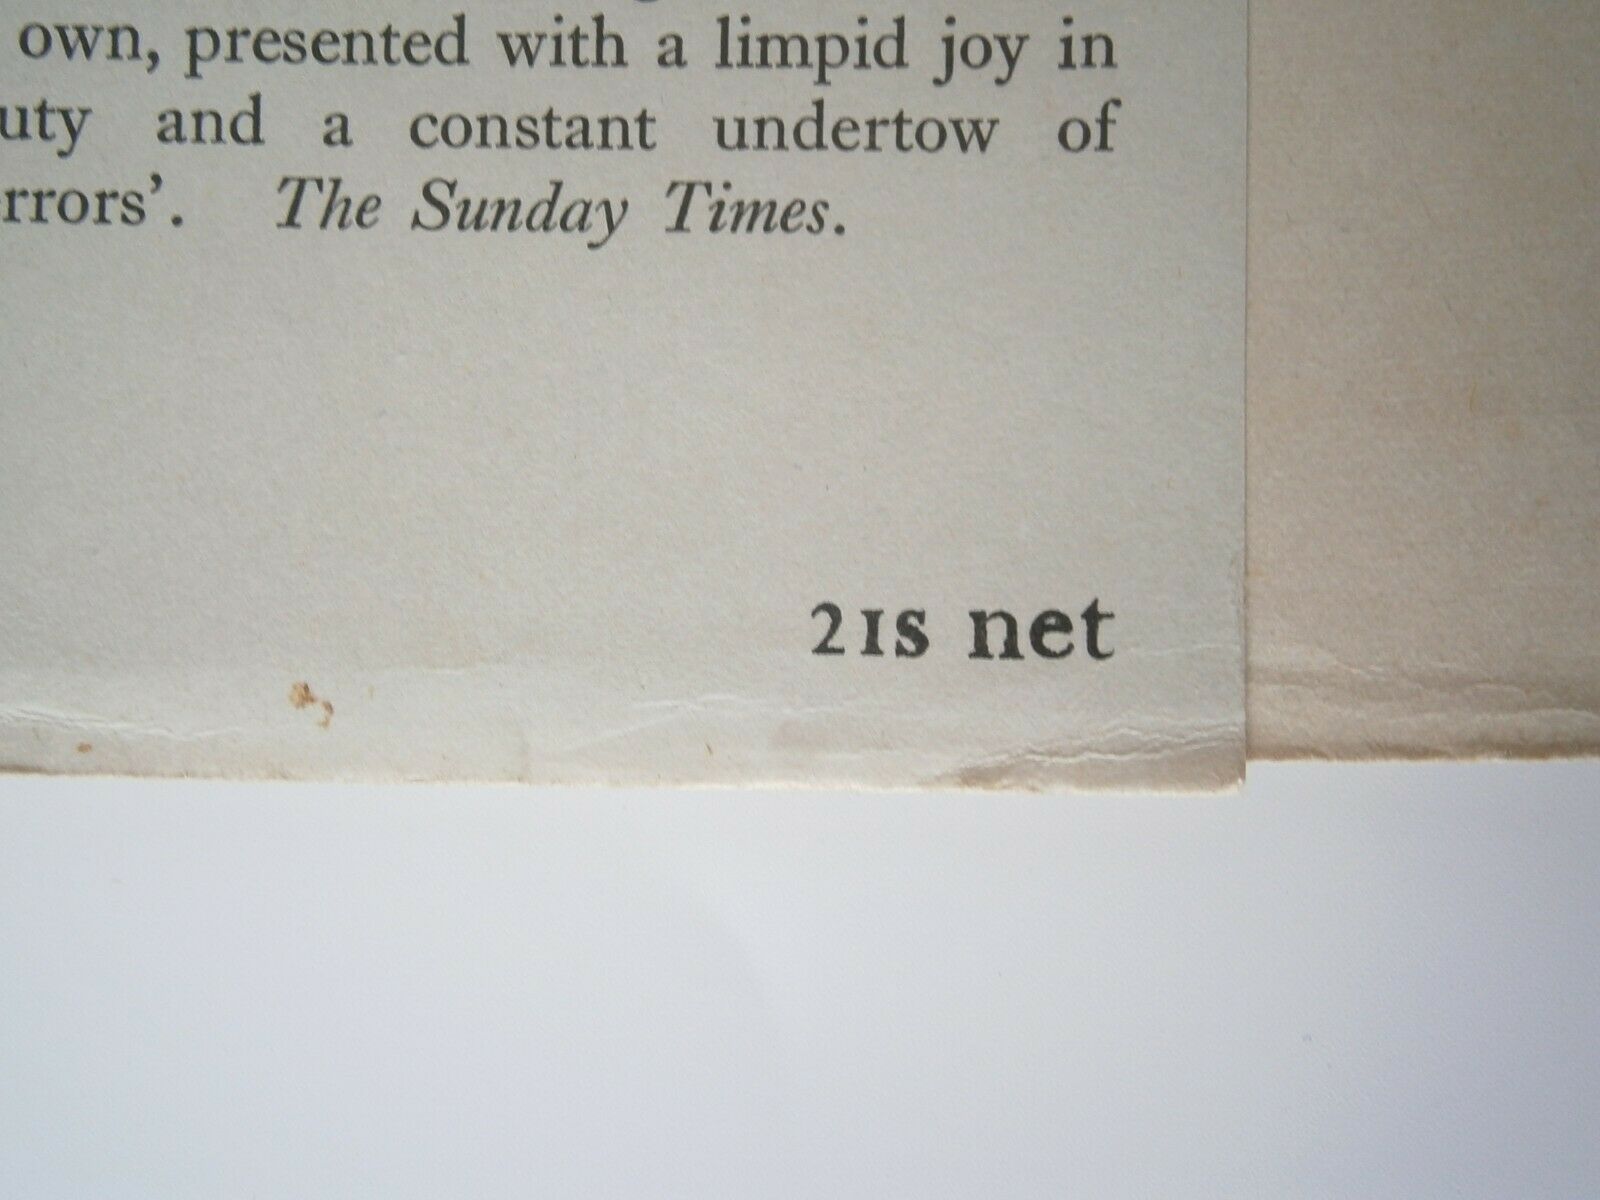 own, presented with a limpid joy in
uty and a constant undertow of
rrors'. The Sunday Times.
21s net